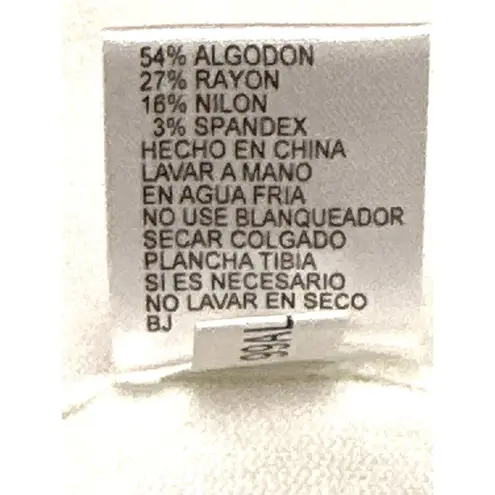 54% ALGODON
27% RAYON
16% NILON
3% SPANDEX
HECHO EN CHINA
LAVAR A MANO
EN AGUA FRIA
NO USE BLANQUEADOR
SECAR COLGADO
PLANCHA TIBIA
SI ES NECESARIO
NO LAVAR EN SECO
BJ
99AL